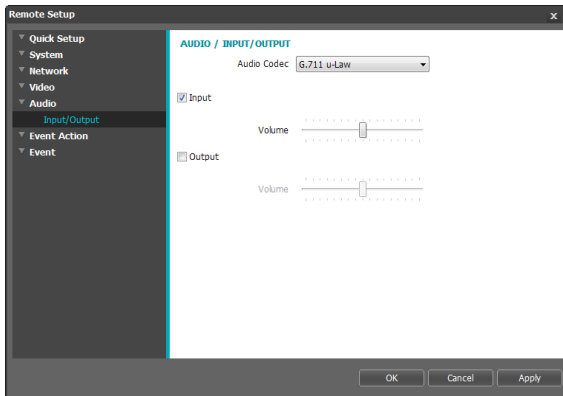 Remote Setup
x
Quick Setup
System
Network
Video
Audio
Input/Output
Event Action
Event
AUDIO / INPUT/OUTPUT
Audio Codec G.711 u-Law
Input
Volume
Output
Volume
OK Cancel Apply